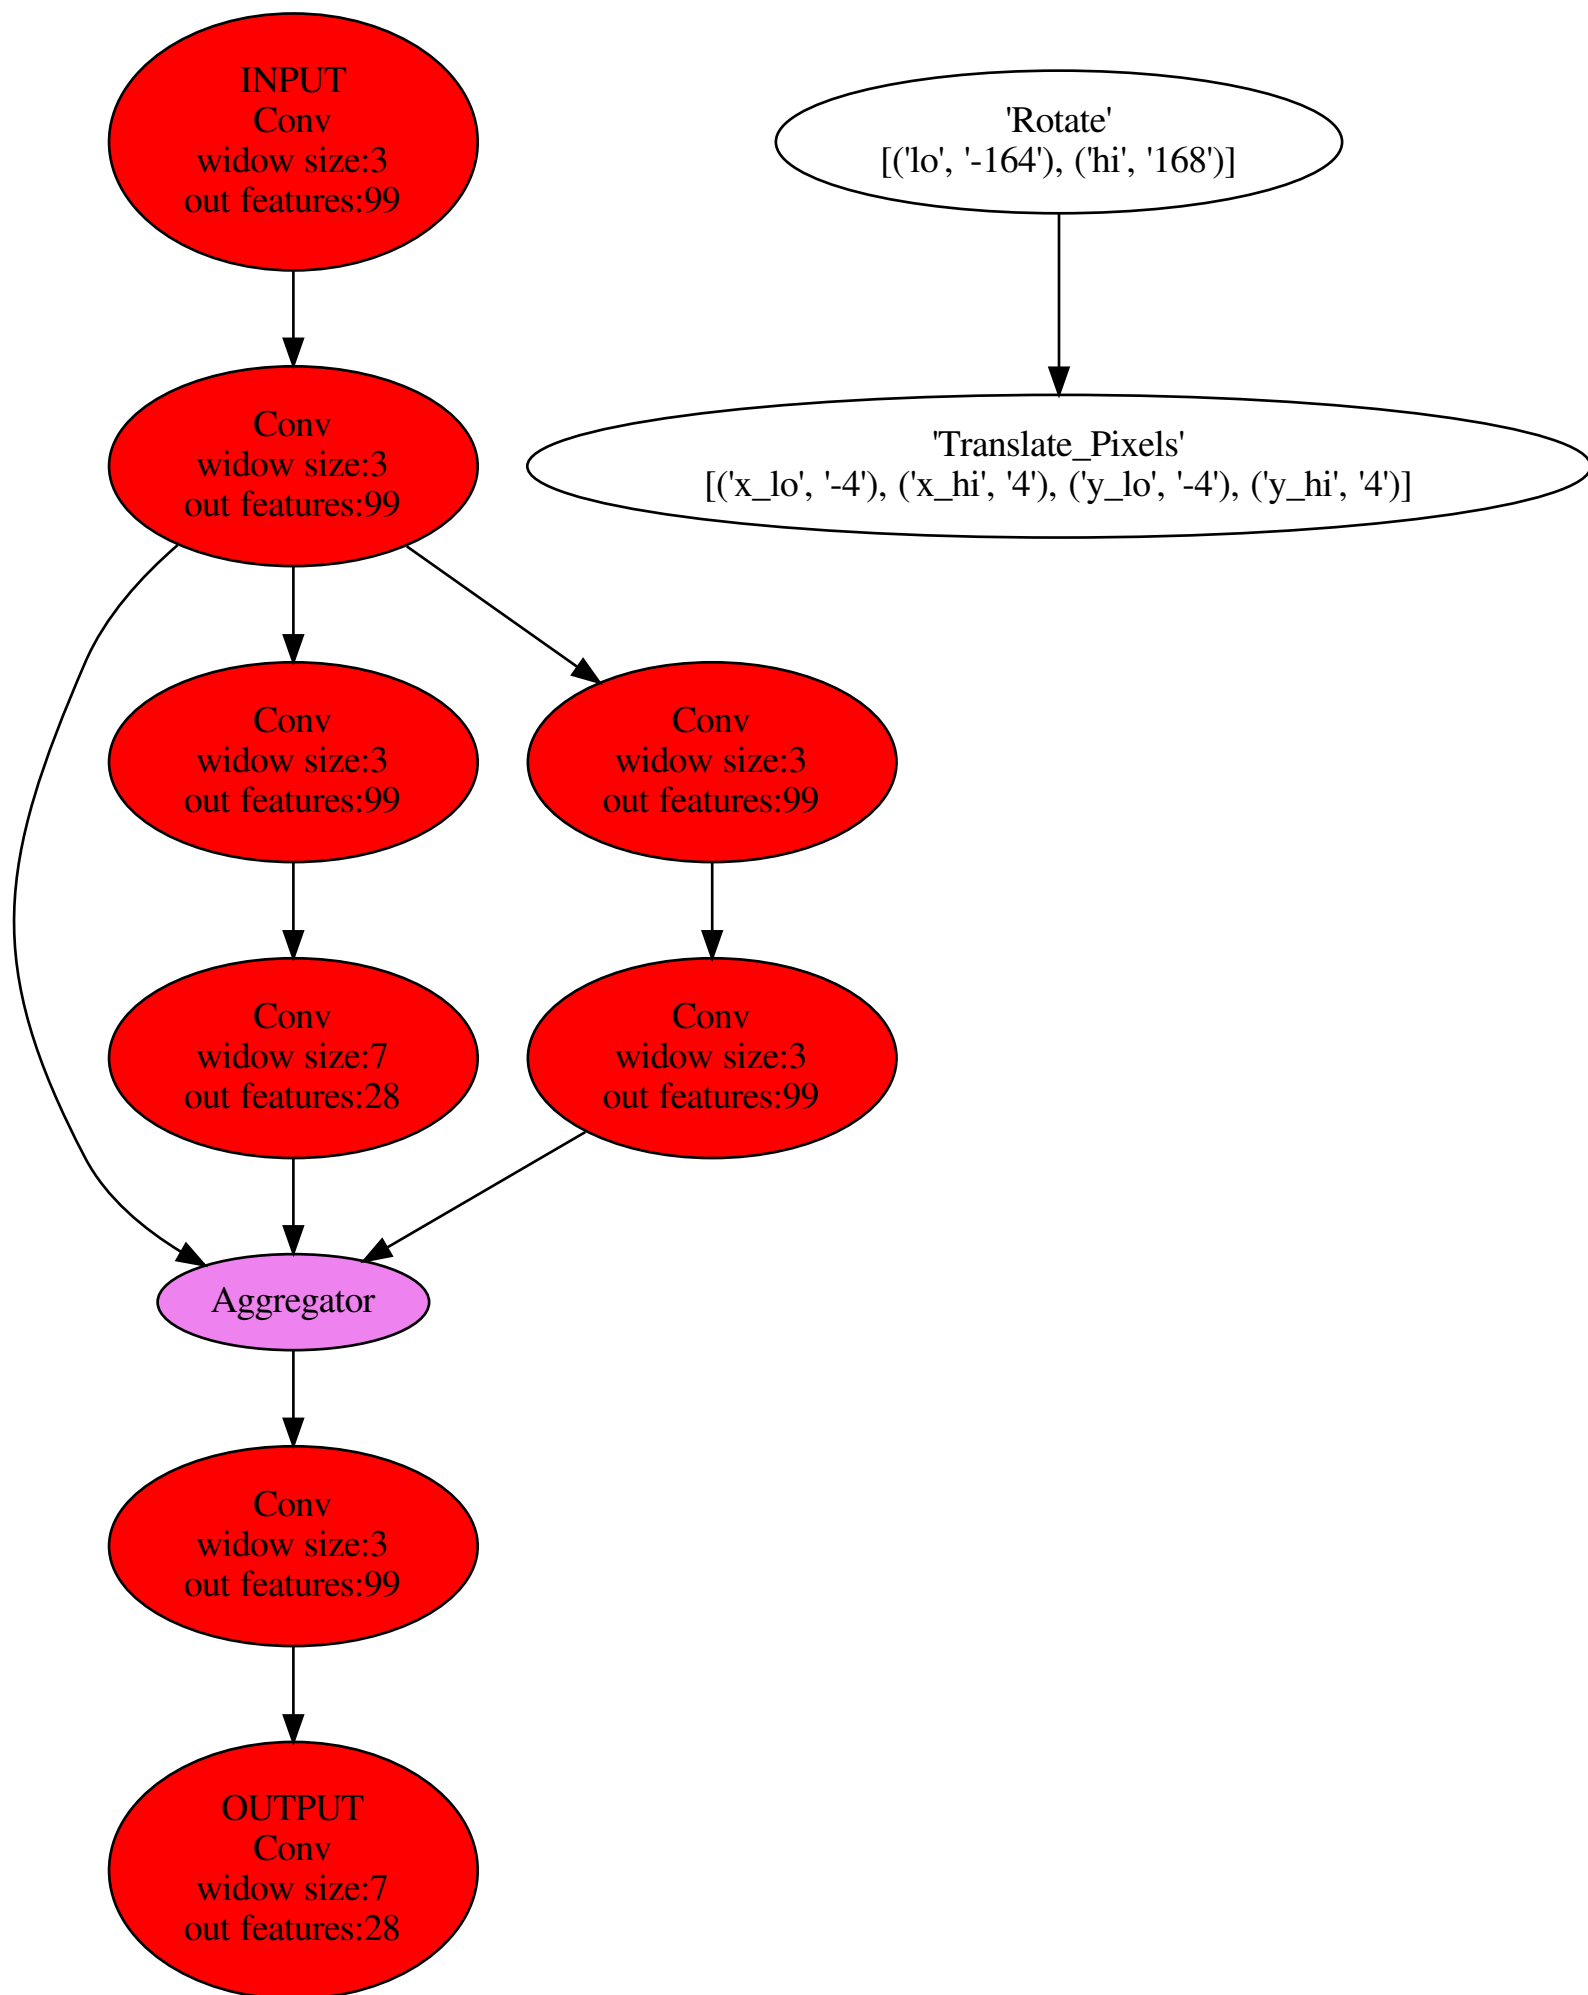 INPUT
Conv
widow size:3
out features:99
'Rotate'
[('lo', '-164'), ('hi', '168')]
Conv
widow size:3
out features:99
'Translate_Pixels'
[('x_lo', '-4'), ('x_hi', '4'), ('y_lo', '-4'), ('y_hi', '4')]
Conv
widow size:3
out features:99
Conv
widow size:3
out features:99
Conv
widow size:7
out features:28
Conv
widow size:3
out features:99
Aggregator
Conv
widow size:3
out features:99
OUTPUT
Conv
widow size:7
out features:28